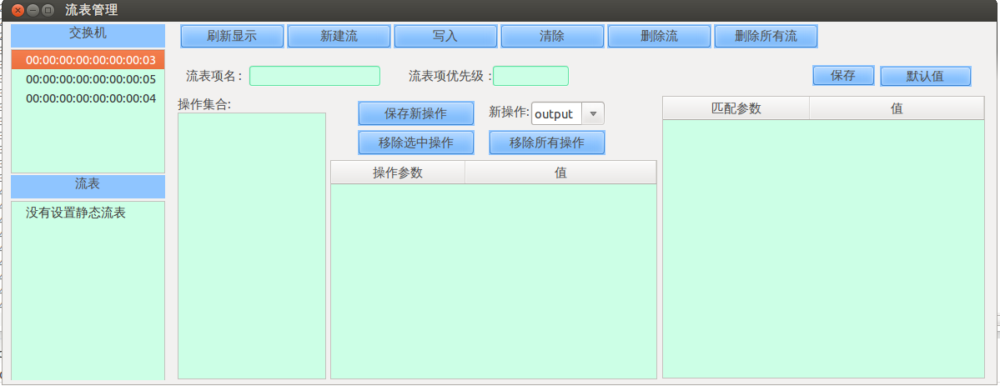 流表管理
交换机
刷新显示 新建流 写入 清除 删除流 删除所有流
00:00:00:00:00:00:00:03
00:00:00:00:00:00:00:05
00:00:00:00:00:00:00:04
流表项名: 流表项优先级: 保存 默认值
操作集合:
保存新操作 新操作: output
移除选中操作 移除所有操作
操作参数 值
匹配参数 值
流表
没有设置静态流表